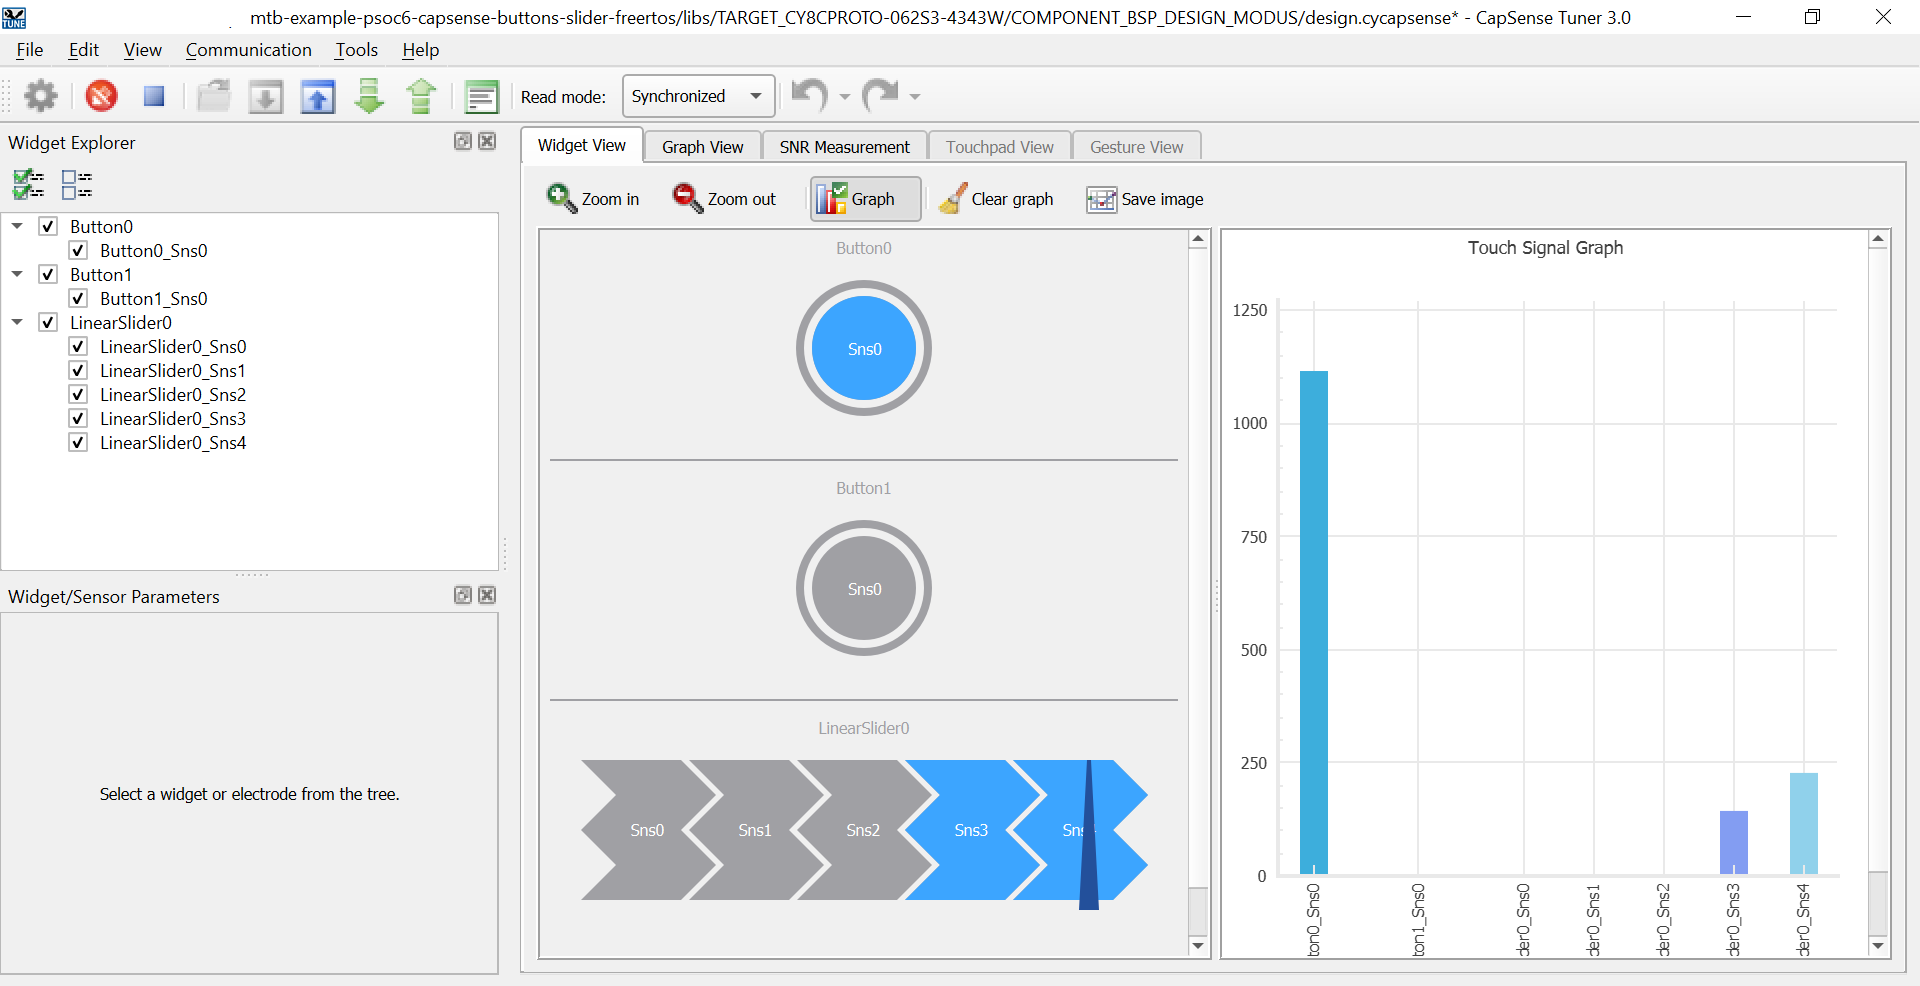 mtb-example-psoc6-capsense-buttons-slider-freertos/libs/TARGET_CY8CPROTO-062S3-4343W/COMPONENT_BSP_DESIGN_MODUS/design.cycapsense* - CapSense Tuner 3.0
TUNE
File Edit View Communication Tools Help
Read mode: Synchronized
Widget Explorer
Button0
Button0_Sns0
Button1
Button1_Sns0
LinearSlider0
LinearSlider0_Sns0
LinearSlider0_Sns1
LinearSlider0_Sns2
LinearSlider0_Sns3
LinearSlider0_Sns4
Widget/Sensor Parameters
Select a widget or electrode from the tree.
Widget View Graph View SNR Measurement Touchpad View Gesture View
Zoom in Zoom out Graph Clear graph Save image
Button0
Sns0
Button1
Sns0
LinearSlider0
Sns0 Sns1 Sns2 Sns3 Sns
Touch Signal Graph
1250
1000
750
500
250
0
ton0_Sns0
ton1_Sns0
der0_Sns0
der0_Sns1
der0_Sns2
der0_Sns3
der0_Sns4